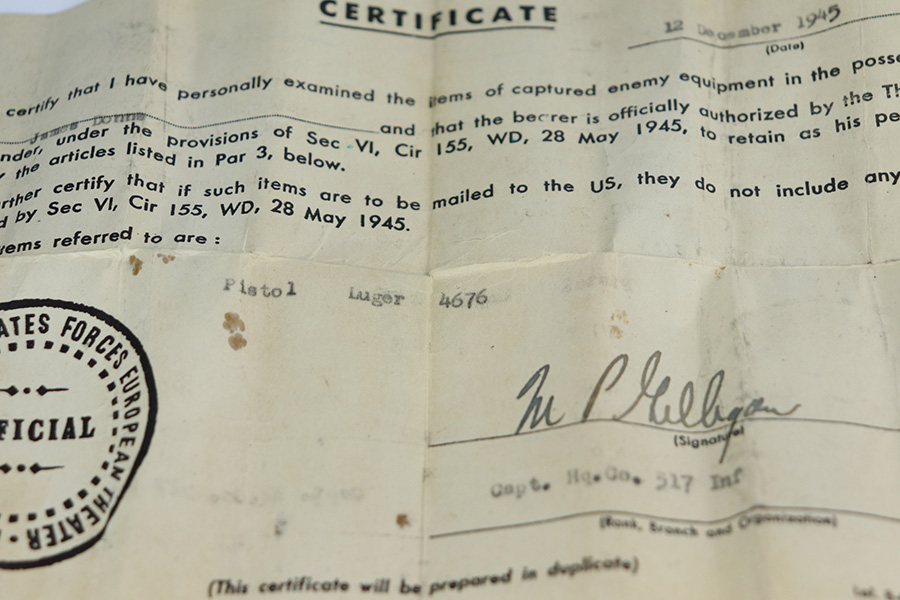 CERTIFICATE
12 December 1945
(Date)
certify that I have personally examined the items of captured enemy equipment in the posse
James and that the bearer is officially authorized by the Th
nder, under the provisions of Sec VI, Cir 155, WD, 28 May 1945, to retain as his pe
the articles listed in Par 3, below.
rther certify that if such items are to be mailed to the US, they do not include any
d by Sec VI, Cir 155, WD, 28 May 1945.
tems referred to are :
Pistol Luger 4676
ATES FORCES EUROPEAN THEATER
FICIAL
M P Gilligan
(Signature)
Capt. Hq.Co. 517 Inf
(Rank, Branch and Organization)
(This certificate will be prepared in duplicate)